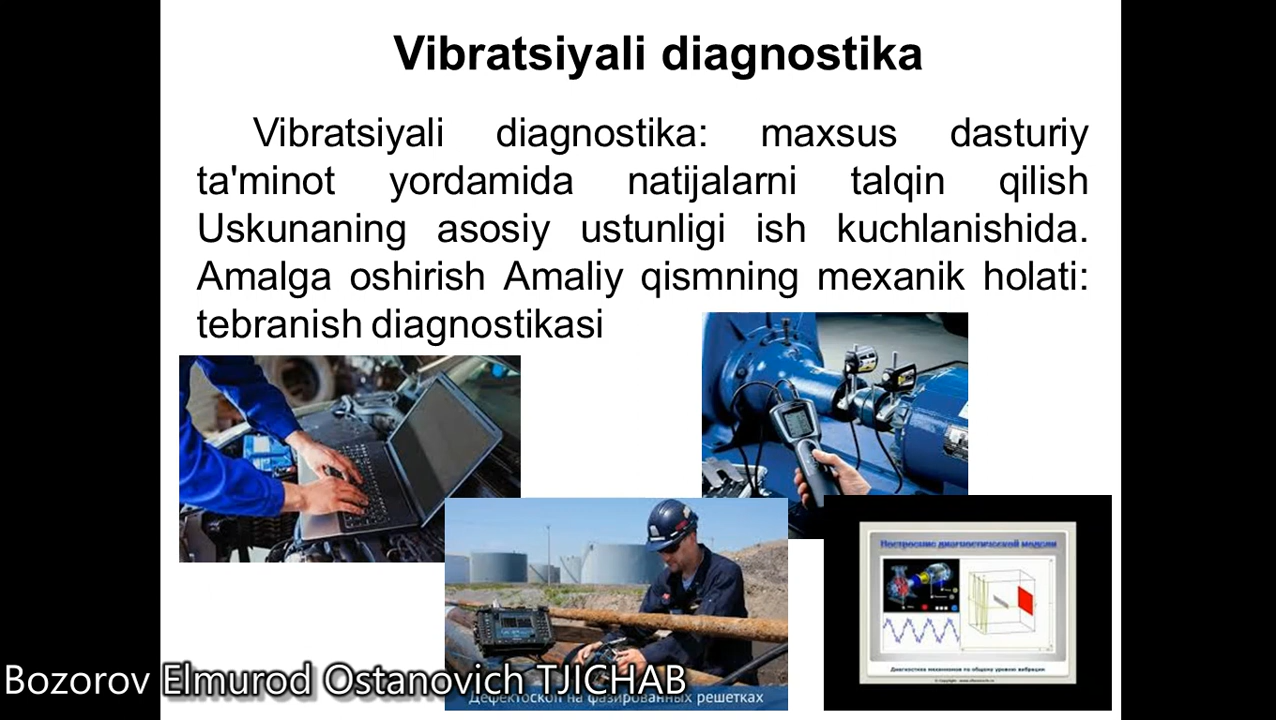 Vibratsiyali diagnostika
Vibratsiyali diagnostika: maxsus dasturiy
ta'minot yordamida natijalarni talqin qilish
Uskunaning asosiy ustunligi ish kuchlanishida.
Amalga oshirish Amaliy qismning mexanik holati:
tebranish diagnostikasi
Построение диагностической модели
Диагностика механизмов по общему уровню вибрации
Bozorov Elmurod Ostanovich TJICHAB
Дефектоскоп на фазированных решетках